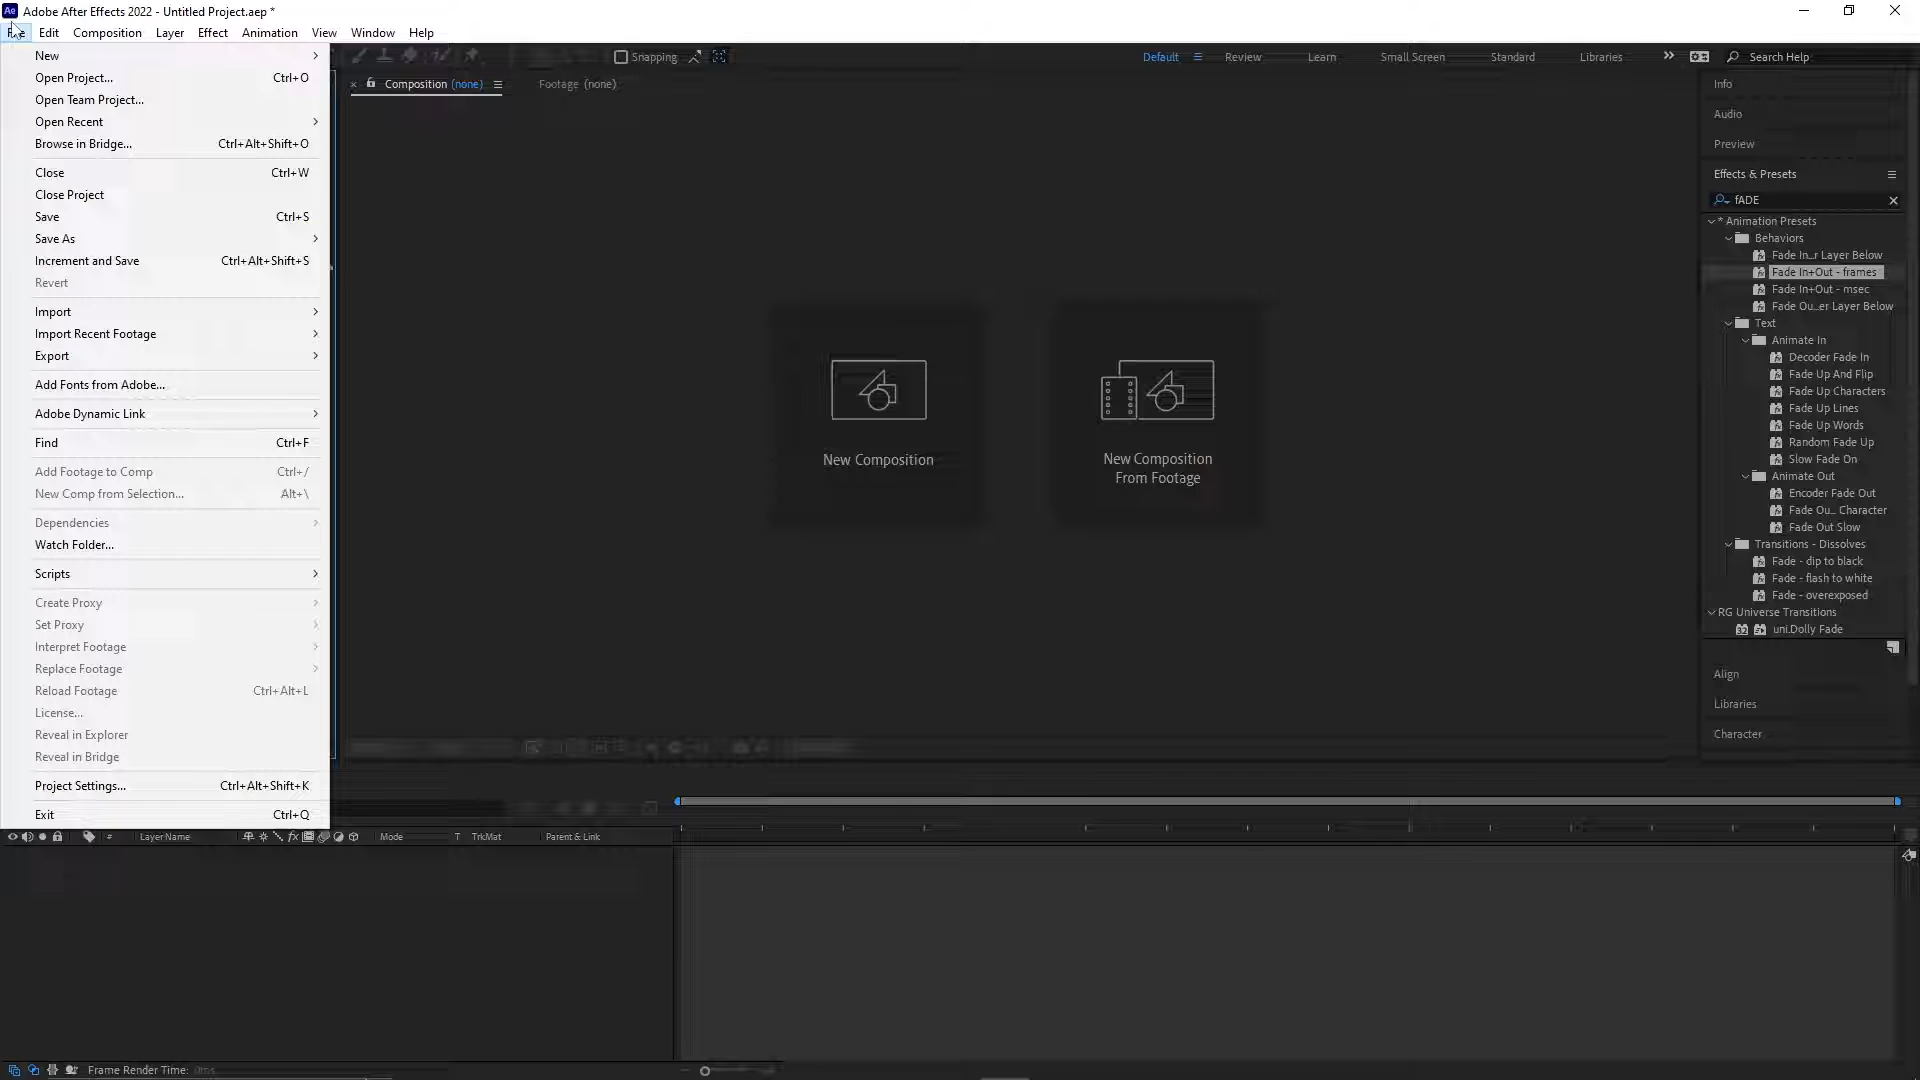 Ae Adobe After Effects 2022 - Untitled Project.aep *
Edit Composition Layer Effect Animation View Window Help
New
Open Project... Ctrl+O
Open Team Project...
Open Recent
Browse in Bridge... Ctrl+Alt+Shift+O
Close Ctrl+W
Close Project
Save Ctrl+S
Save As
Increment and Save Ctrl+Alt+Shift+S
Revert
Import
Import Recent Footage
Export
Add Fonts from Adobe...
Adobe Dynamic Link
Find Ctrl+F
Add Footage to Comp Ctrl+/
New Comp from Selection... Alt+\
Dependencies
Watch Folder...
Scripts
Create Proxy
Set Proxy
Interpret Footage
Replace Footage
Reload Footage Ctrl+Alt+L
License...
Reveal in Explorer
Reveal in Bridge
Project Settings... Ctrl+Alt+Shift+K
Exit Ctrl+Q
Snapping
Default Review Learn Small Screen Standard Libraries
Search Help
Composition (none)
Footage (none)
New Composition
New Composition
From Footage
Info
Audio
Preview
Effects & Presets
fADE
* Animation Presets
Behaviors
Fade In...r Layer Below
Fade In+Out - frames
Fade In+Out - msec
Fade Ou...er Layer Below
Text
Animate In
Decoder Fade In
Fade Up And Flip
Fade Up Characters
Fade Up Lines
Fade Up Words
Random Fade Up
Slow Fade On
Animate Out
Encoder Fade Out
Fade Ou... Character
Fade Out Slow
Transitions - Dissolves
Fade - dip to black
Fade - flash to white
Fade - overexposed
RG Universe Transitions
32 uni.Dolly Fade
Align
Libraries
Character
# Layer Name fx Mode T TrkMat Parent & Link
Frame Render Time: 0ms